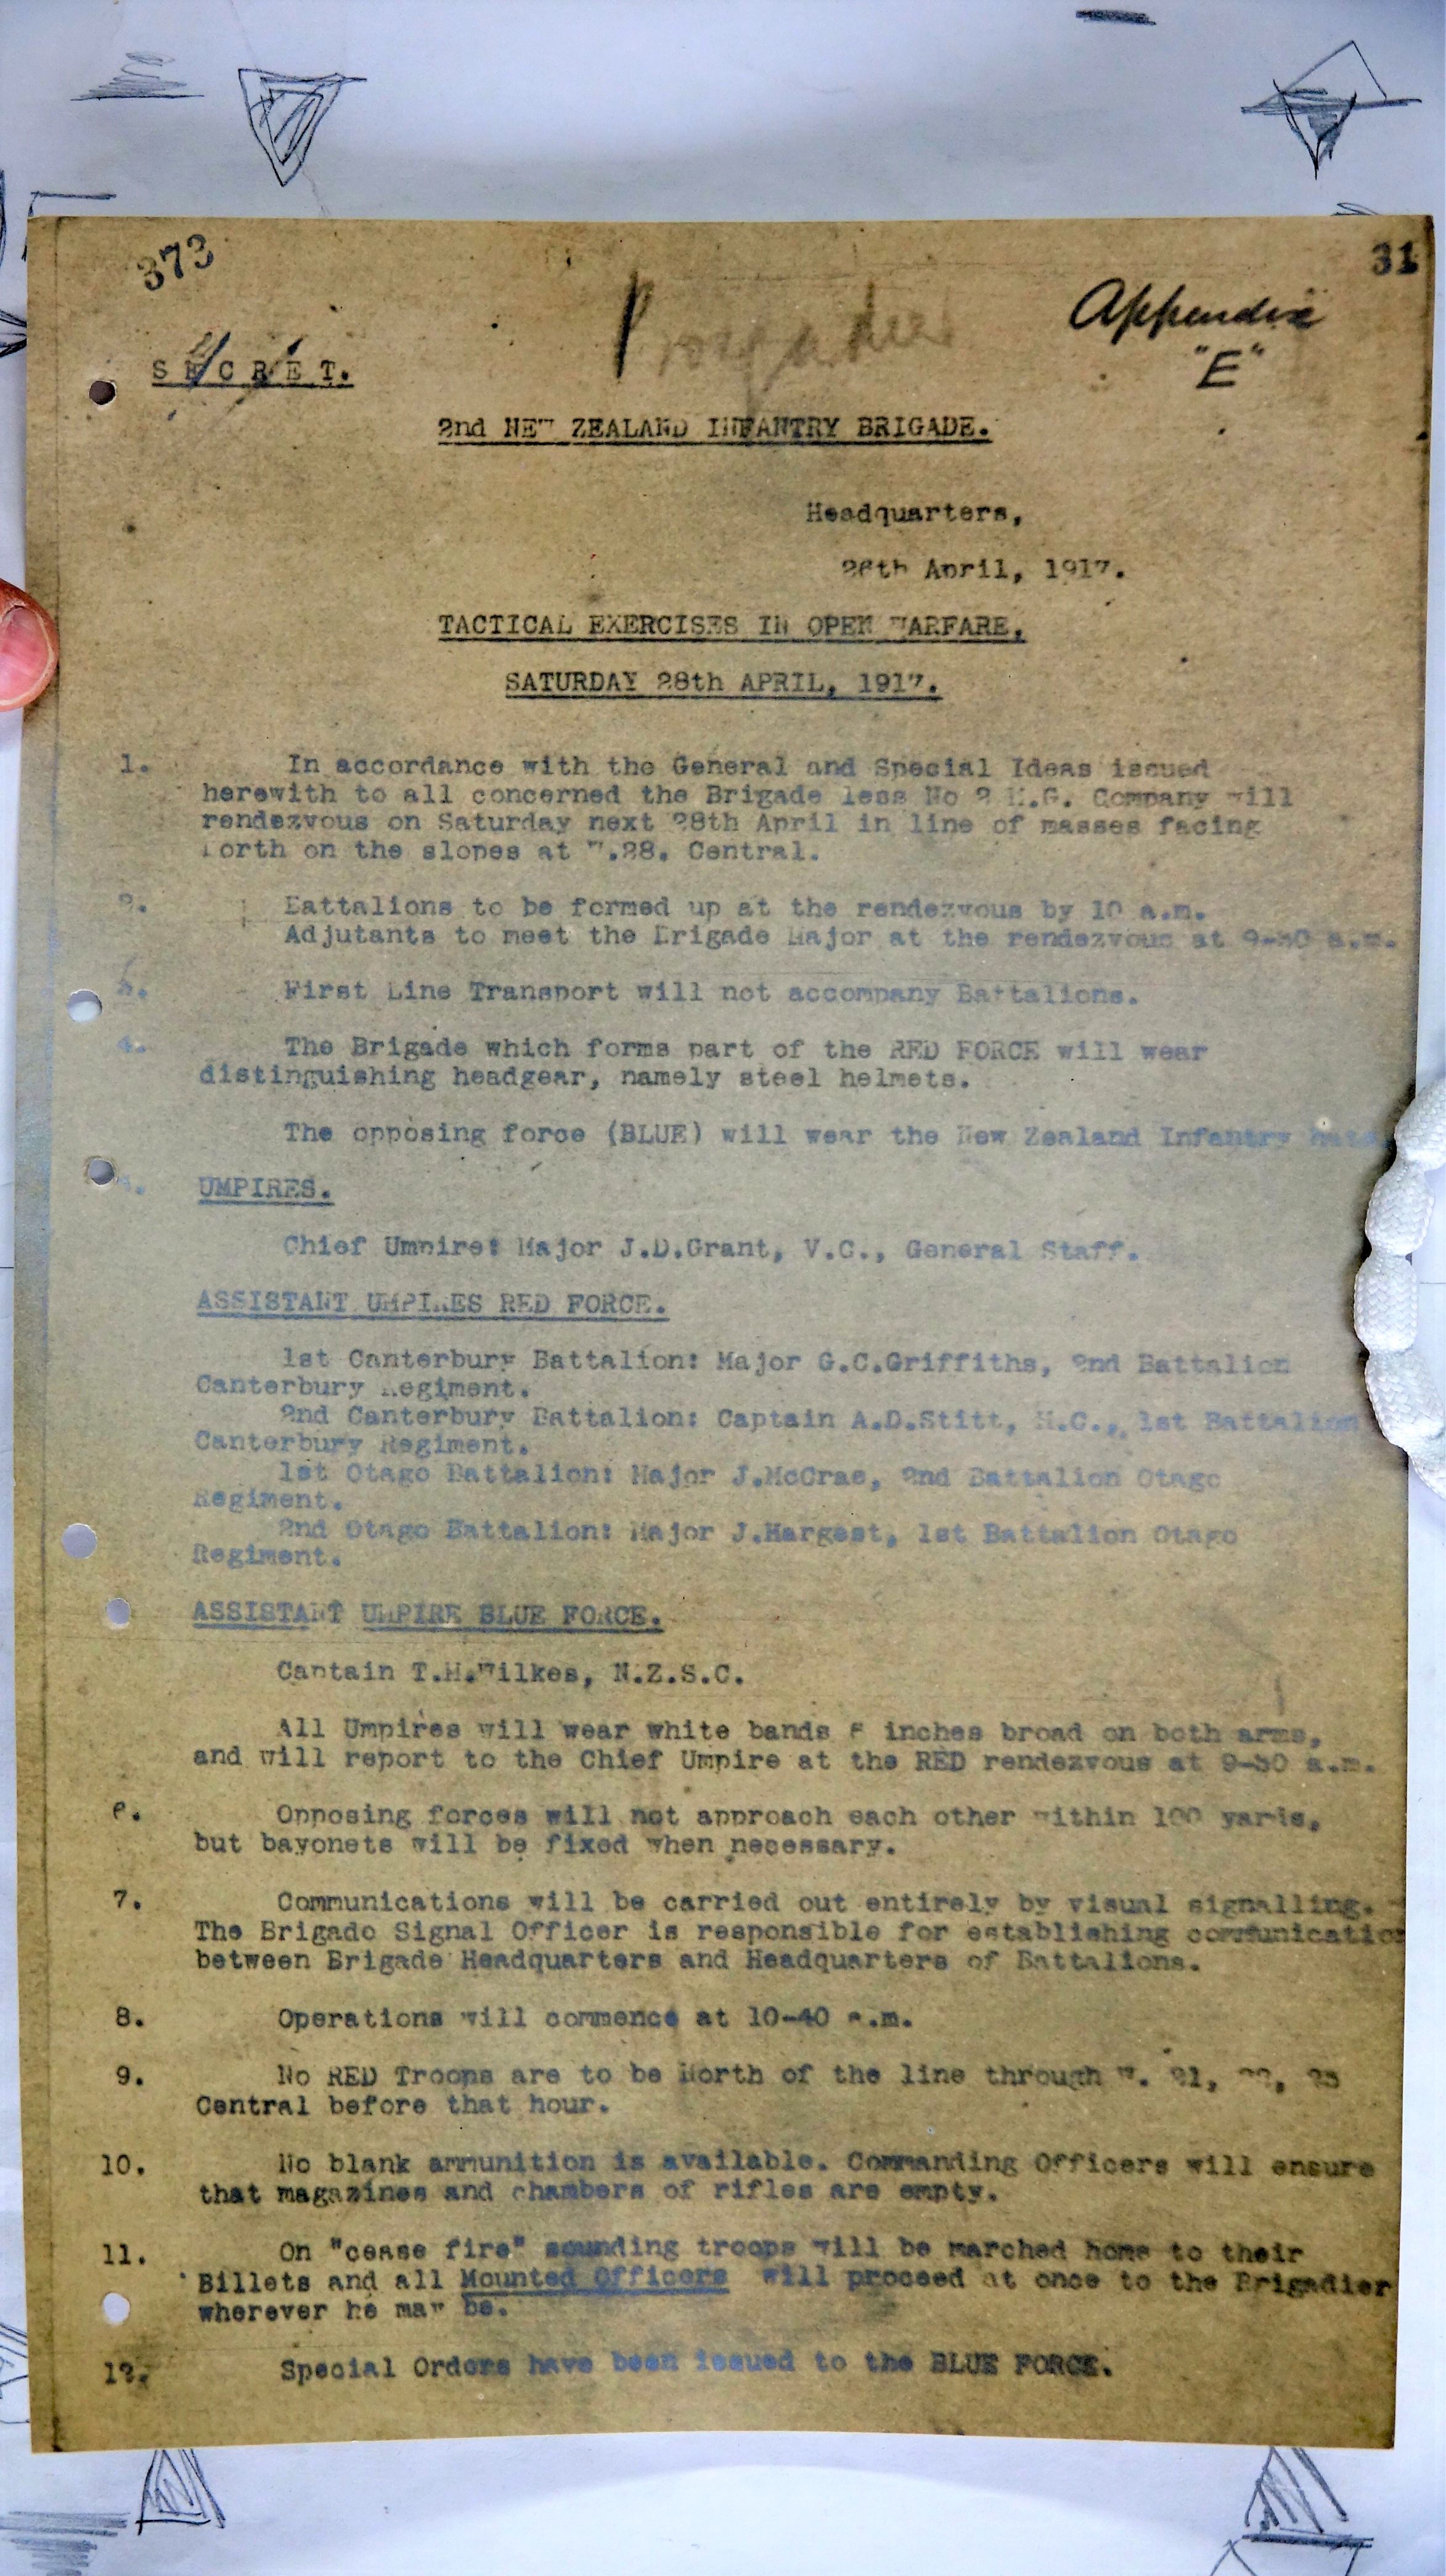 373
31
Brigadier
Appendix
"E"
SECRET.
2nd NEW ZEALAND INFANTRY BRIGADE.
Headquarters,
26th April, 1917.
TACTICAL EXERCISES IN OPEN WARFARE,
SATURDAY 28th APRIL, 1917.
1. In accordance with the General and Special Ideas issued
herewith to all concerned the Brigade less No 2 M.G. Company will
rendezvous on Saturday next 28th April in line of masses facing
North on the slopes at W.28. Central.
2. Battalions to be formed up at the rendezvous by 10 a.m.
Adjutants to meet the Brigade Major at the rendezvous at 9-30 a.m.
3. First Line Transport will not accompany Battalions.
4. The Brigade which forms part of the RED FORCE will wear
distinguishing headgear, namely steel helmets.
The opposing force (BLUE) will wear the New Zealand Infantry hats.
5. UMPIRES.
Chief Umpire: Major J.D.Grant, V.C., General Staff.
ASSISTANT UMPIRES RED FORCE.
1st Canterbury Battalion: Major G.C.Griffiths, 2nd Battalion
Canterbury Regiment.
2nd Canterbury Battalion: Captain A.D.Stitt, M.C., 1st Battalion
Canterbury Regiment.
1st Otago Battalion: Major J.McCrae, 2nd Battalion Otago
Regiment.
2nd Otago Battalion: Major J.Hargest, 1st Battalion Otago
Regiment.
ASSISTANT UMPIRE BLUE FORCE.
Captain T.H.Wilkes, N.Z.S.C.
All Umpires will wear white bands inches broad on both arms,
and will report to the Chief Umpire at the RED rendezvous at 9-30 a.m.
6. Opposing forces will not approach each other within 100 yards,
but bayonets will be fixed when necessary.
7. Communications will be carried out entirely by visual signalling.
The Brigade Signal Officer is responsible for establishing communication
between Brigade Headquarters and Headquarters of Battalions.
8. Operations will commence at 10-40 a.m.
9. No RED Troops are to be North of the line through W. 21, 22, 23
Central before that hour.
10. No blank ammunition is available. Commanding Officers will ensure
that magazines and chambers of rifles are empty.
11. On "cease fire" sounding troops will be marched home to their
Billets and all Mounted Officers will proceed at once to the Brigadier
wherever he may be.
12. Special Orders have been issued to the BLUE FORCE.